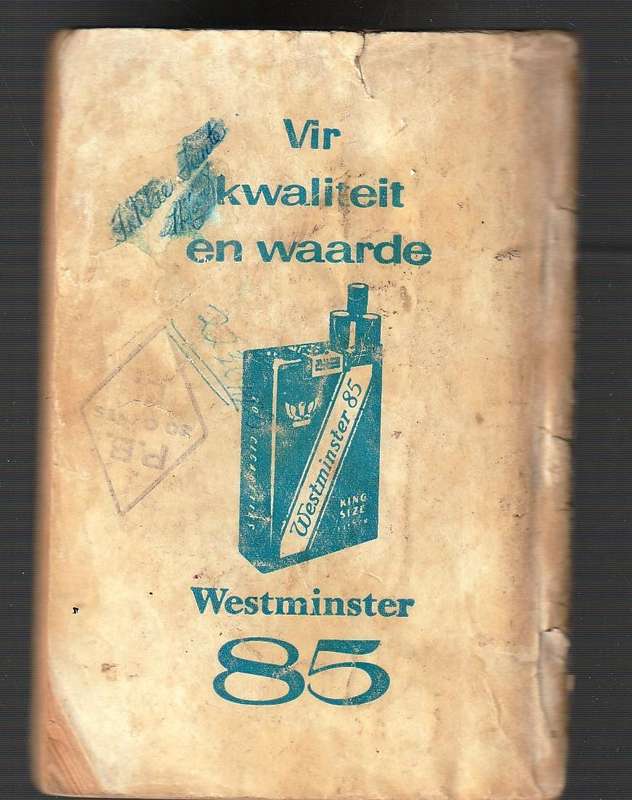 Vir
kwaliteit
en waarde
Westminster 85
KING
SIZE
P.E.
Westminster
85